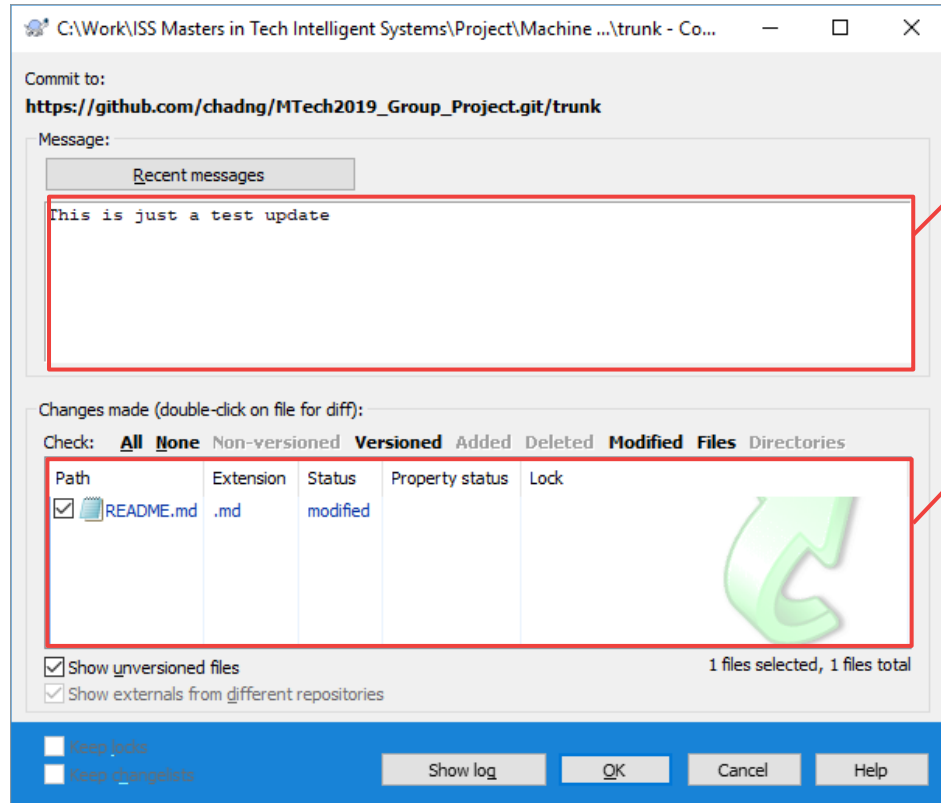 C:\Work\ISS Masters in Tech Intelligent Systems\Project\Machine ...\trunk - Co...
Commit to:
https://github.com/chadng/MTech2019_Group_Project.git/trunk
Message:
Recent messages
This is just a test update
Changes made (double-click on file for diff):
Check: All None Non-versioned Versioned Added Deleted Modified Files Directories
Path Extension Status Property status Lock
README.md .md modified
Show unversioned files
1 files selected, 1 files total
Show externals from different repositories
Keep locks
Keep changelists
Show log OK Cancel Help